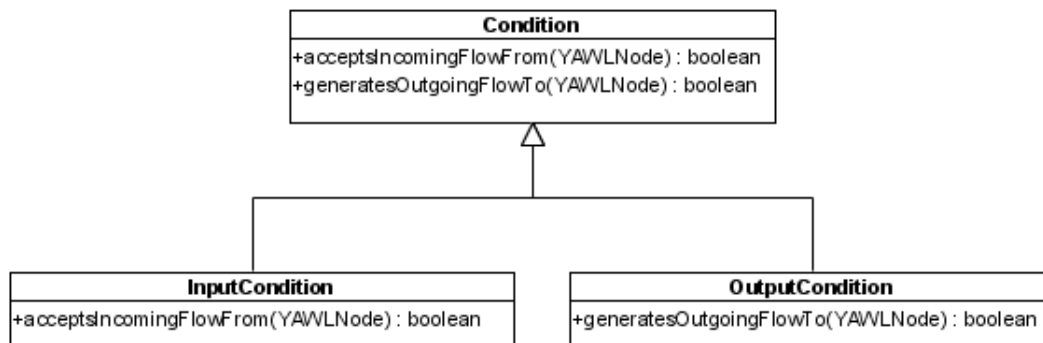 Condition
+acceptsIncomingFlowFrom(YAWLNode) : boolean
+generatesOutgoingFlowTo(YAWLNode) : boolean
InputCondition
+acceptsIncomingFlowFrom(YAWLNode) : boolean
OutputCondition
+generatesOutgoingFlowTo(YAWLNode) : boolean